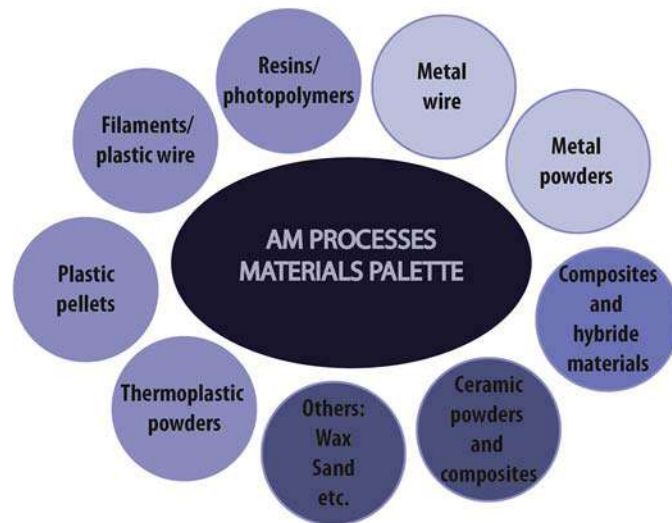 Resins/
photopolymers
Metal
wire
Filaments/
plastic wire
Metal
powders
AM PROCESSES
MATERIALS PALETTE
Plastic
pellets
Composites
and
hybride
materials
Thermoplastic
powders
Others:
Wax
Sand
etc.
Ceramic
powders
and
composites